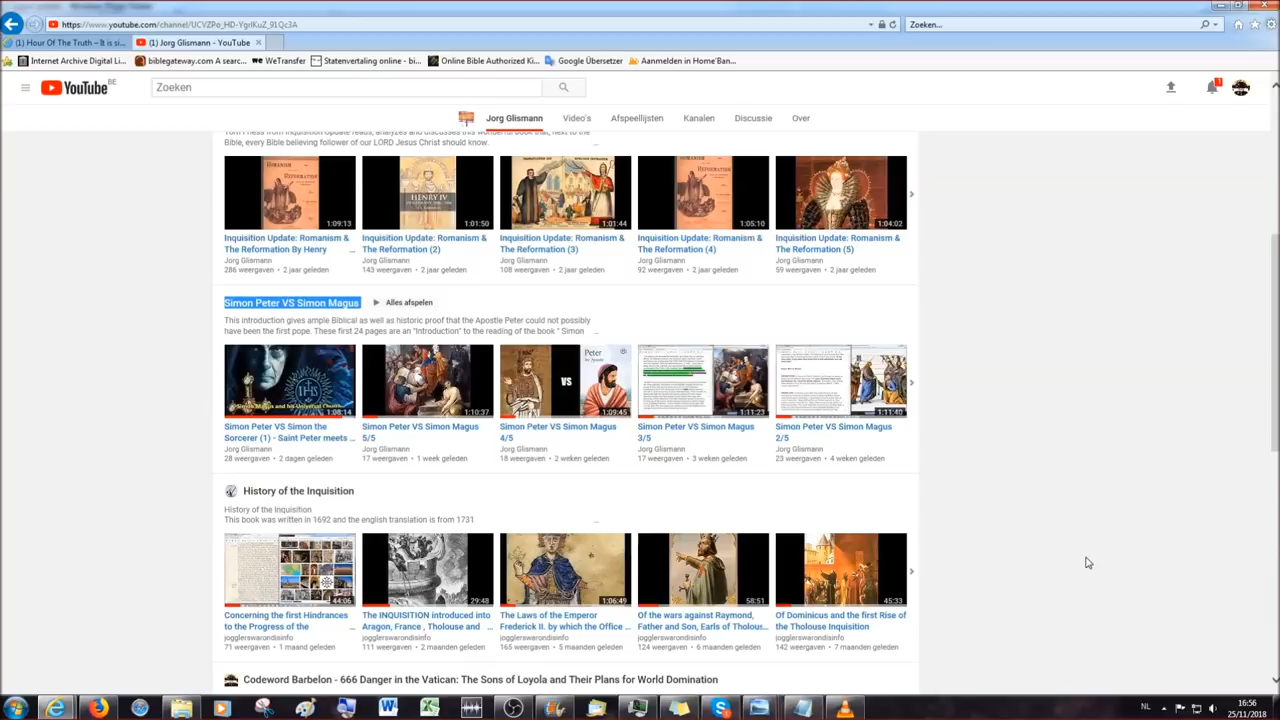 https://www.youtube.com/channel/UCVZPo_HD-YgrIKuZ_91Qc3A
Zoeken...
(1) Hour Of The Truth – It is si...
(1) Jorg Glismann - YouTube
Internet Archive Digital Li...
biblegateway.com A searc...
WeTransfer
Statenvertaling online - bi...
Online Bible Authorized Ki...
Google Übersetzer
Aanmelden in Home'Ban...
YouTube BE
Zoeken
1
Jorg Glismann Video's Afspeellijsten Kanalen Discussie Over
Bible, every Bible believing follower of our LORD Jesus Christ should know.
ROMANISM
REFORMATION
1:09:13
HENRY IV
1:01:50
1:01:44
ROMANISM
REFORMATION
1:05:10
1:04:02
Inquisition Update: Romanism &
The Reformation By Henry ...
Jorg Glismann
286 weergaven • 2 jaar geleden
Inquisition Update: Romanism &
The Reformation (2)
Jorg Glismann
143 weergaven • 2 jaar geleden
Inquisition Update: Romanism &
The Reformation (3)
Jorg Glismann
108 weergaven • 2 jaar geleden
Inquisition Update: Romanism &
The Reformation (4)
Jorg Glismann
92 weergaven • 2 jaar geleden
Inquisition Update: Romanism &
The Reformation (5)
Jorg Glismann
59 weergaven • 2 jaar geleden
Simon Peter VS Simon Magus
Alles afspelen
This introduction gives ample Biblical as well as historic proof that the Apostle Peter could not possibly
have been the first pope. These first 24 pages are an "Introduction" to the reading of the book " Simon ...
IHS
Simon Magus and his Universal Church
1:08:14
1:10:37
VS
Peter
1:09:45
1:11:23
1:11:40
Simon Peter VS Simon the
Sorcerer (1) - Saint Peter meets ...
Jorg Glismann
28 weergaven • 2 dagen geleden
Simon Peter VS Simon Magus
5/5
Jorg Glismann
17 weergaven • 1 week geleden
Simon Peter VS Simon Magus
4/5
Jorg Glismann
18 weergaven • 2 weken geleden
Simon Peter VS Simon Magus
3/5
Jorg Glismann
17 weergaven • 3 weken geleden
Simon Peter VS Simon Magus
2/5
Jorg Glismann
23 weergaven • 4 weken geleden
History of the Inquisition
History of the Inquisition
This book was written in 1692 and the english translation is from 1731 ...
44:06
29:48
1:06:49
58:51
45:33
Concerning the first Hindrances
to the Progress of the ...
jogglerswarondisinfo
71 weergaven • 1 maand geleden
The INQUISITION introduced into
Aragon, France , Tholouse and ...
jogglerswarondisinfo
111 weergaven • 2 maanden geleden
The Laws of the Emperor
Frederick II. by which the Office ...
jogglerswarondisinfo
165 weergaven • 5 maanden geleden
Of the wars against Raymond,
Father and Son, Earls of Tholous...
jogglerswarondisinfo
124 weergaven • 6 maanden geleden
Of Dominicus and the first Rise of
the Tholouse Inquisition
jogglerswarondisinfo
142 weergaven • 7 maanden geleden
Codeword Barbelon - 666 Danger in the Vatican: The Sons of Loyola and Their Plans for World Domination
NL
16:56
25/11/2018